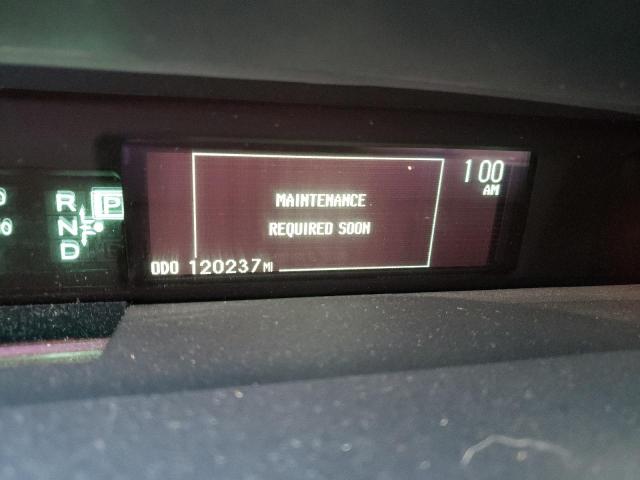 R P
N
D
MAINTENANCE
REQUIRED SOON
1 00
AM
ODO 120237 MI